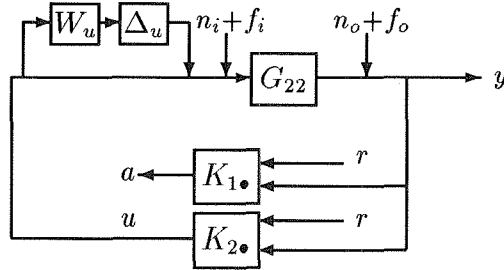 W_u Δ_u n_i+f_i n_o+f_o
G_22 y
a K_1• r
u K_2• r